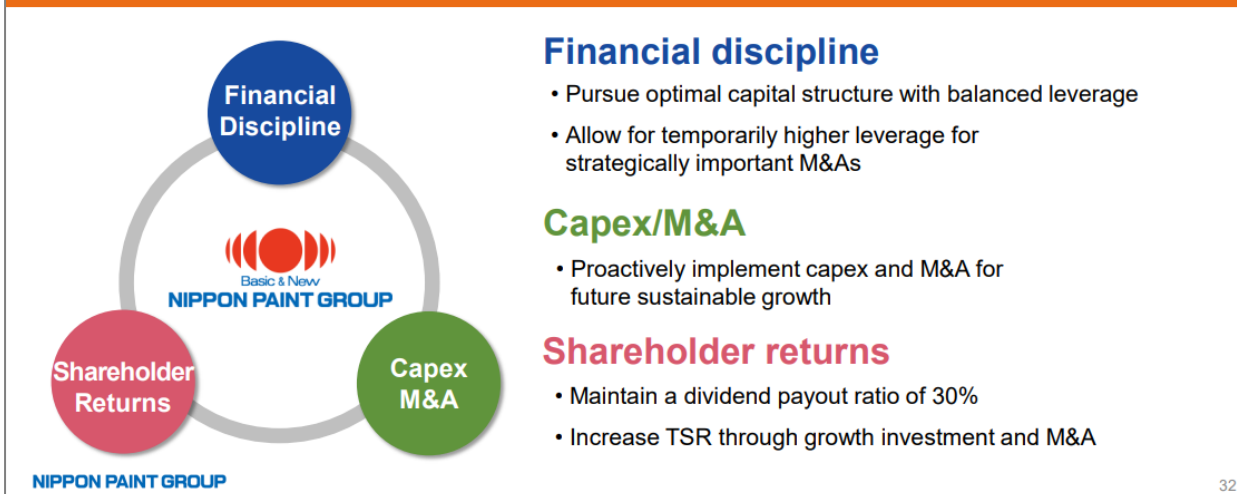 Financial
Discipline
Basic & New
NIPPON PAINT GROUP
Shareholder
Returns
Capex
M&A
Financial discipline
• Pursue optimal capital structure with balanced leverage
• Allow for temporarily higher leverage for
strategically important M&As
Capex/M&A
• Proactively implement capex and M&A for
future sustainable growth
Shareholder returns
• Maintain a dividend payout ratio of 30%
• Increase TSR through growth investment and M&A
NIPPON PAINT GROUP
32